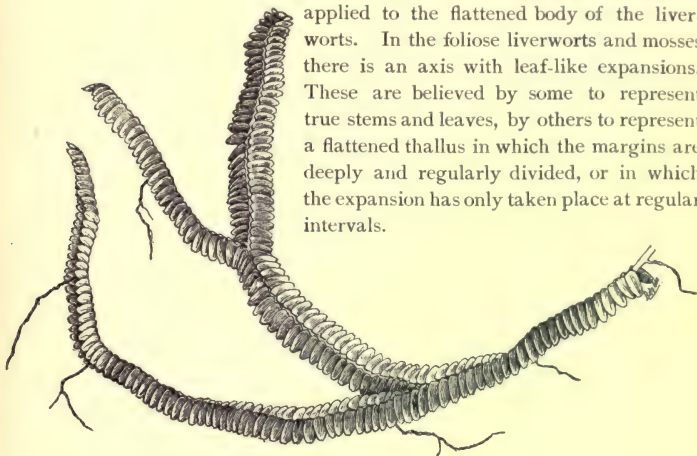 applied to the flattened body of the liver
worts. In the foliose liverworts and mosses
there is an axis with leaf-like expansions
These are believed by some to represent
true stems and leaves, by others to represent
a flattened thallus in which the margins are
deeply and regularly divided, or in which
the expansion has only taken place at regular
intervals.